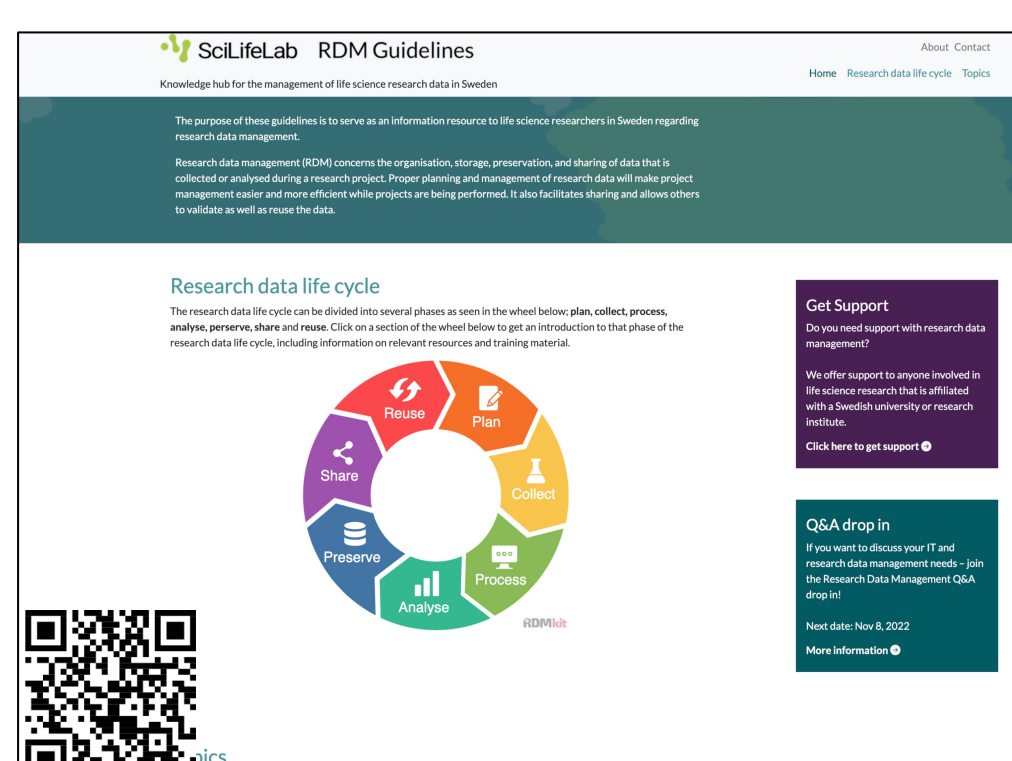 SciLifeLab RDM Guidelines
About Contact
Knowledge hub for the management of life science research data in Sweden
Home Research data life cycle Topics
The purpose of these guidelines is to serve as an information resource to life science researchers in Sweden regarding
research data management.
Research data management (RDM) concerns the organisation, storage, preservation, and sharing of data that is
collected or analysed during a research project. Proper planning and management of research data will make project
management easier and more efficient while projects are being performed. It also facilitates sharing and allows others
to validate as well as reuse the data.
Research data life cycle
The research data life cycle can be divided into several phases as seen in the wheel below; plan, collect, process,
analyse, perserve, share and reuse. Click on a section of the wheel below to get an introduction to that phase of the
research data life cycle, including information on relevant resources and training material.
Reuse
Plan
Share
Collect
Preserve
Process
Analyse
RDMkit
Get Support
Do you need support with research data
management?
We offer support to anyone involved in
life science research that is affiliated
with a Swedish university or research
institute.
Click here to get support
Q&A drop in
If you want to discuss your IT and
research data management needs – join
the Research Data Management Q&A
drop in!
Next date: Nov 8, 2022
More information